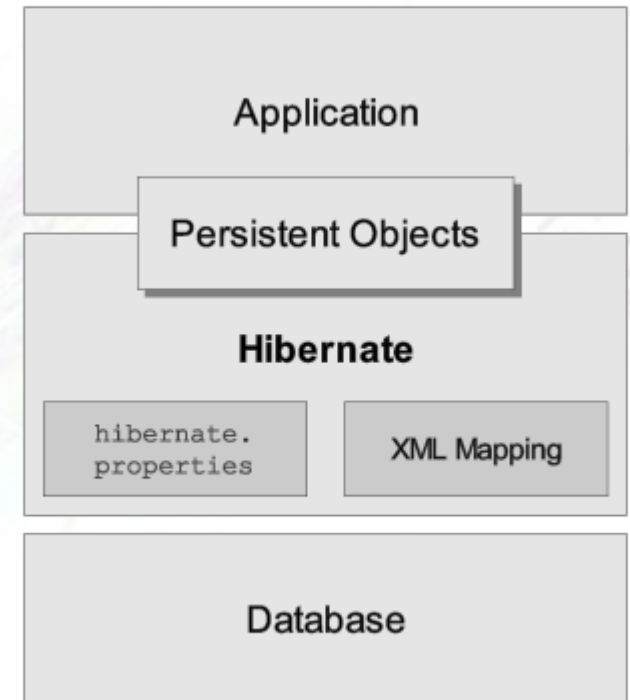 Application
Persistent Objects
Hibernate
hibernate.
properties
XML Mapping
Database